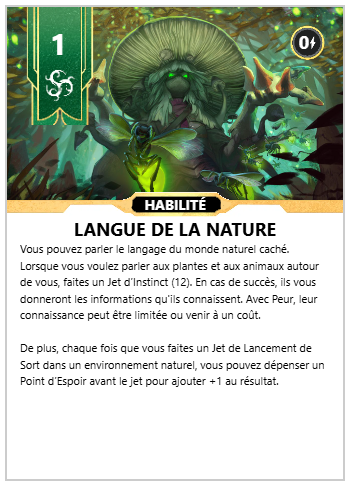 1
0
HABILITÉ
LANGUE DE LA NATURE
Vous pouvez parler le langage du monde naturel caché.
Lorsque vous voulez parler aux plantes et aux animaux autour
de vous, faites un Jet d'Instinct (12). En cas de succès, ils vous
donneront les informations qu'ils connaissent. Avec Peur, leur
connaissance peut être limitée ou venir à un coût.
De plus, chaque fois que vous faites un Jet de Lancement de
Sort dans un environnement naturel, vous pouvez dépenser un
Point d'Espoir avant le jet pour ajouter +1 au résultat.